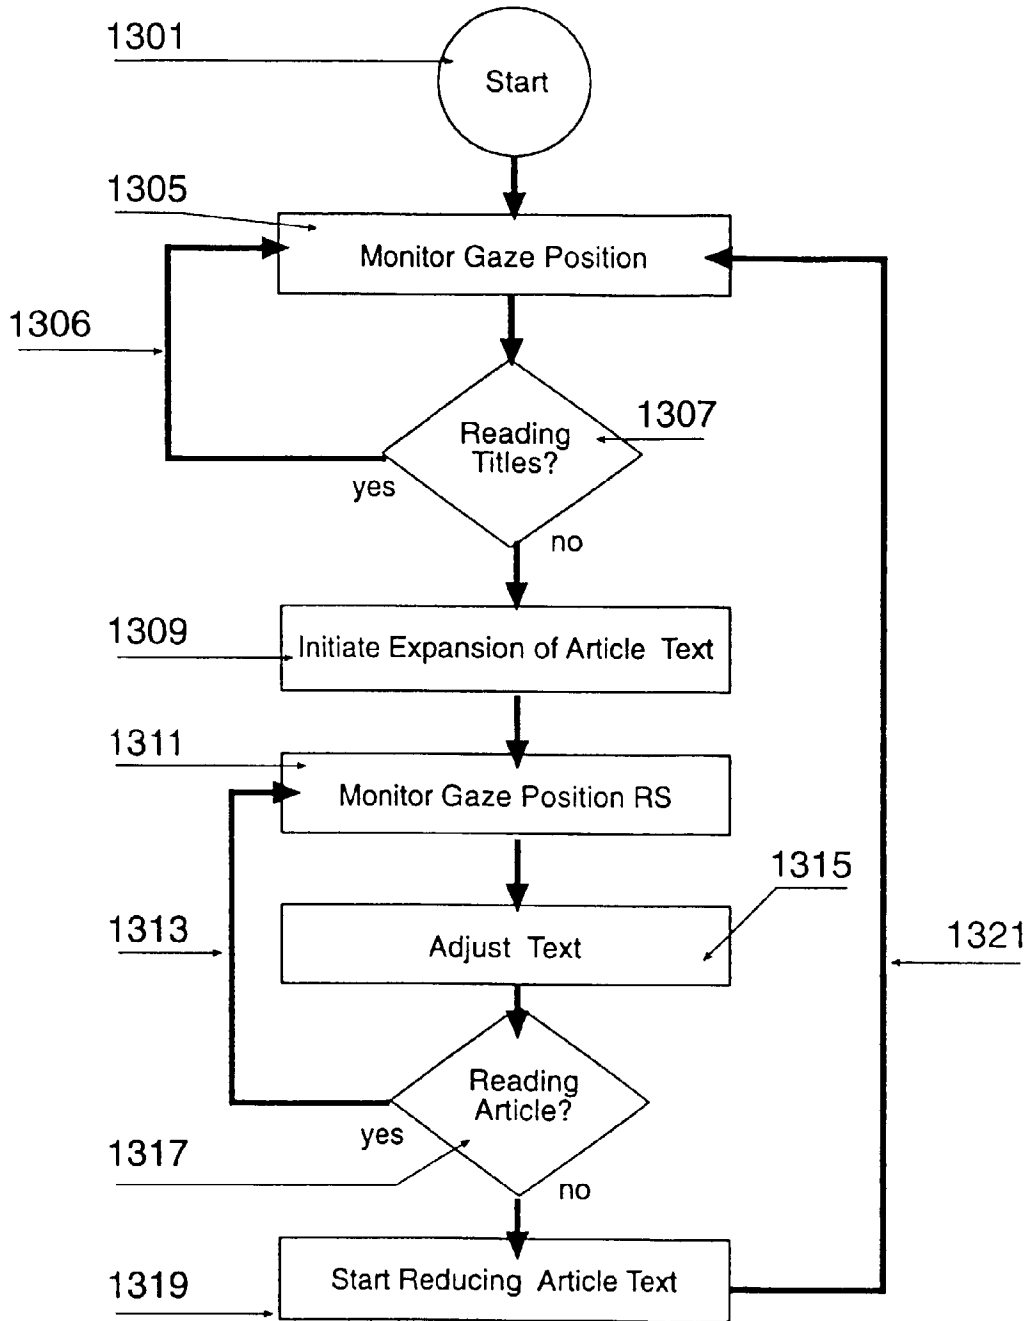 1301
Start
1305
Monitor Gaze Position
1306
1307
Reading
Titles?
yes
no
1309
Initiate Expansion of Article Text
1311
Monitor Gaze Position RS
1315
1313
Adjust Text
1321
Reading
Article?
yes
1317
no
1319
Start Reducing Article Text